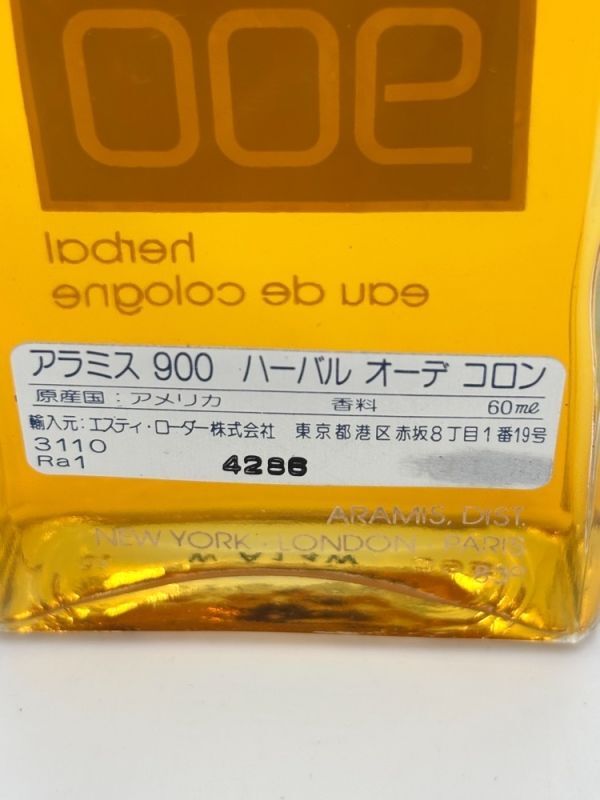 900
herbal
eau de cologne
アラミス 900 ハーバル オーデ コロン
原産国：アメリカ 香料 60ml
輸入元：エスティ・ローダー株式会社 東京都港区赤坂8丁目1番19号
3110
Ra1 4286
ARAMIS, DIST.
NEW YORK LONDON PARIS
83º